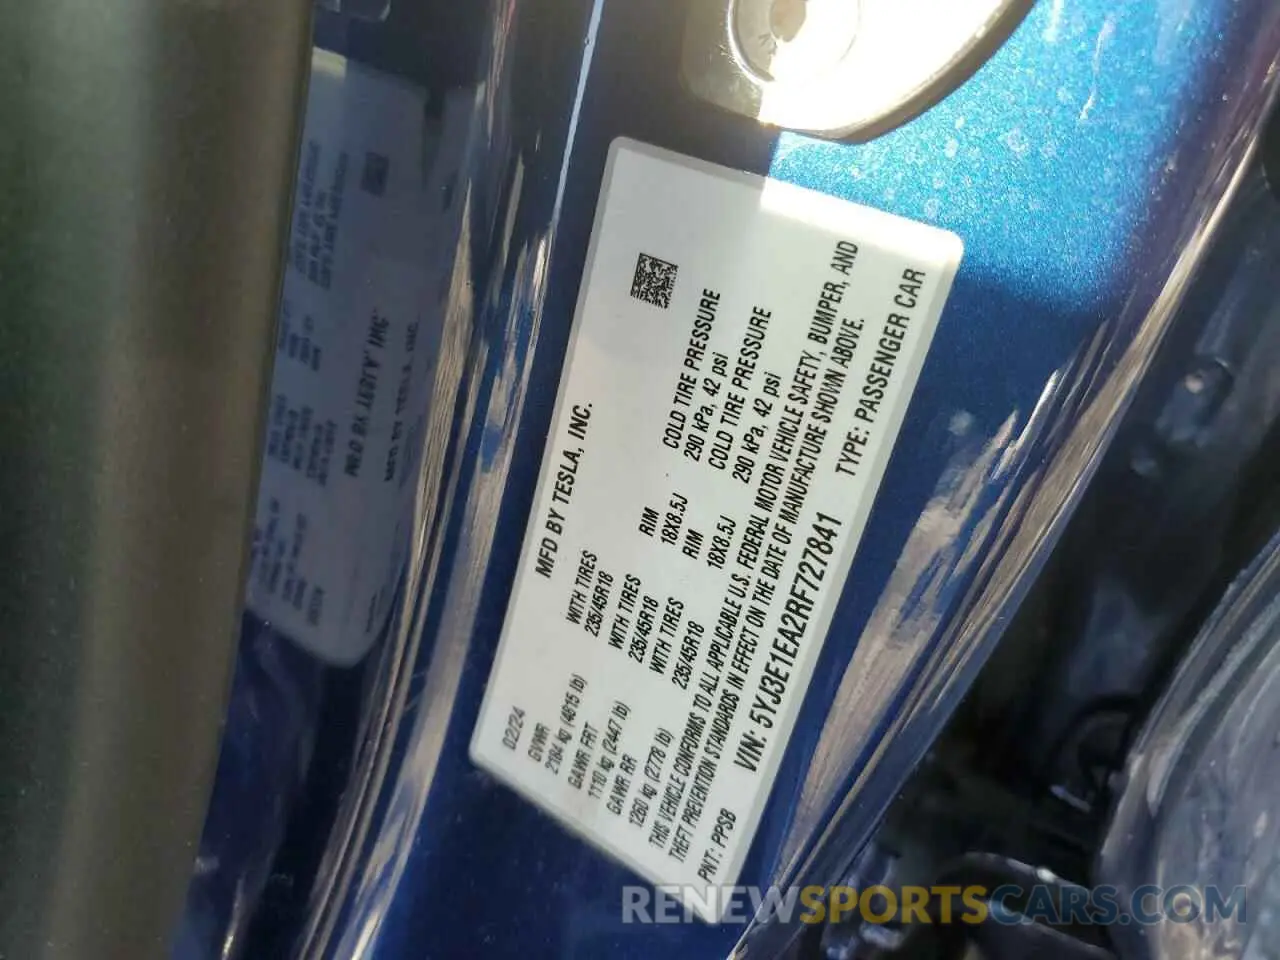 MFD BY TESLA, INC.
02/24
GVWR
2184 kg (4815 lb)
WITH TIRES
235/45R18
RIM
18X8.5J
COLD TIRE PRESSURE
290 kPa, 42 psi
GAWR FRT
1110 kg (2447 lb)
WITH TIRES
235/45R18
RIM
18X8.5J
COLD TIRE PRESSURE
290 kPa, 42 psi
GAWR RR
1260 kg (2778 lb)
WITH TIRES
235/45R18
THIS VEHICLE CONFORMS TO ALL APPLICABLE U.S. FEDERAL MOTOR VEHICLE SAFETY, BUMPER, AND
THEFT PREVENTION STANDARDS IN EFFECT ON THE DATE OF MANUFACTURE SHOWN ABOVE.
VIN: 5YJ3E1EA2RF727841
TYPE: PASSENGER CAR
PNT: PPSB
RENEWSPORTSCARS.COM